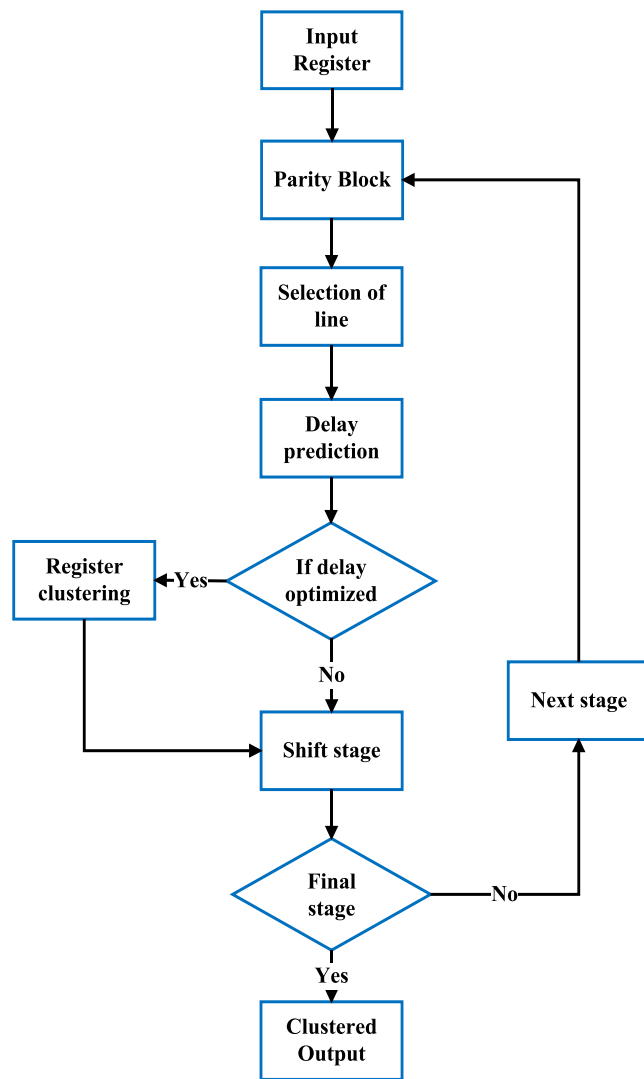 Input
Register
Parity Block
Selection of
line
Delay
prediction
If delay
optimized
Yes
Register
clustering
No
Shift stage
Next stage
Final
stage
No
Yes
Clustered
Output